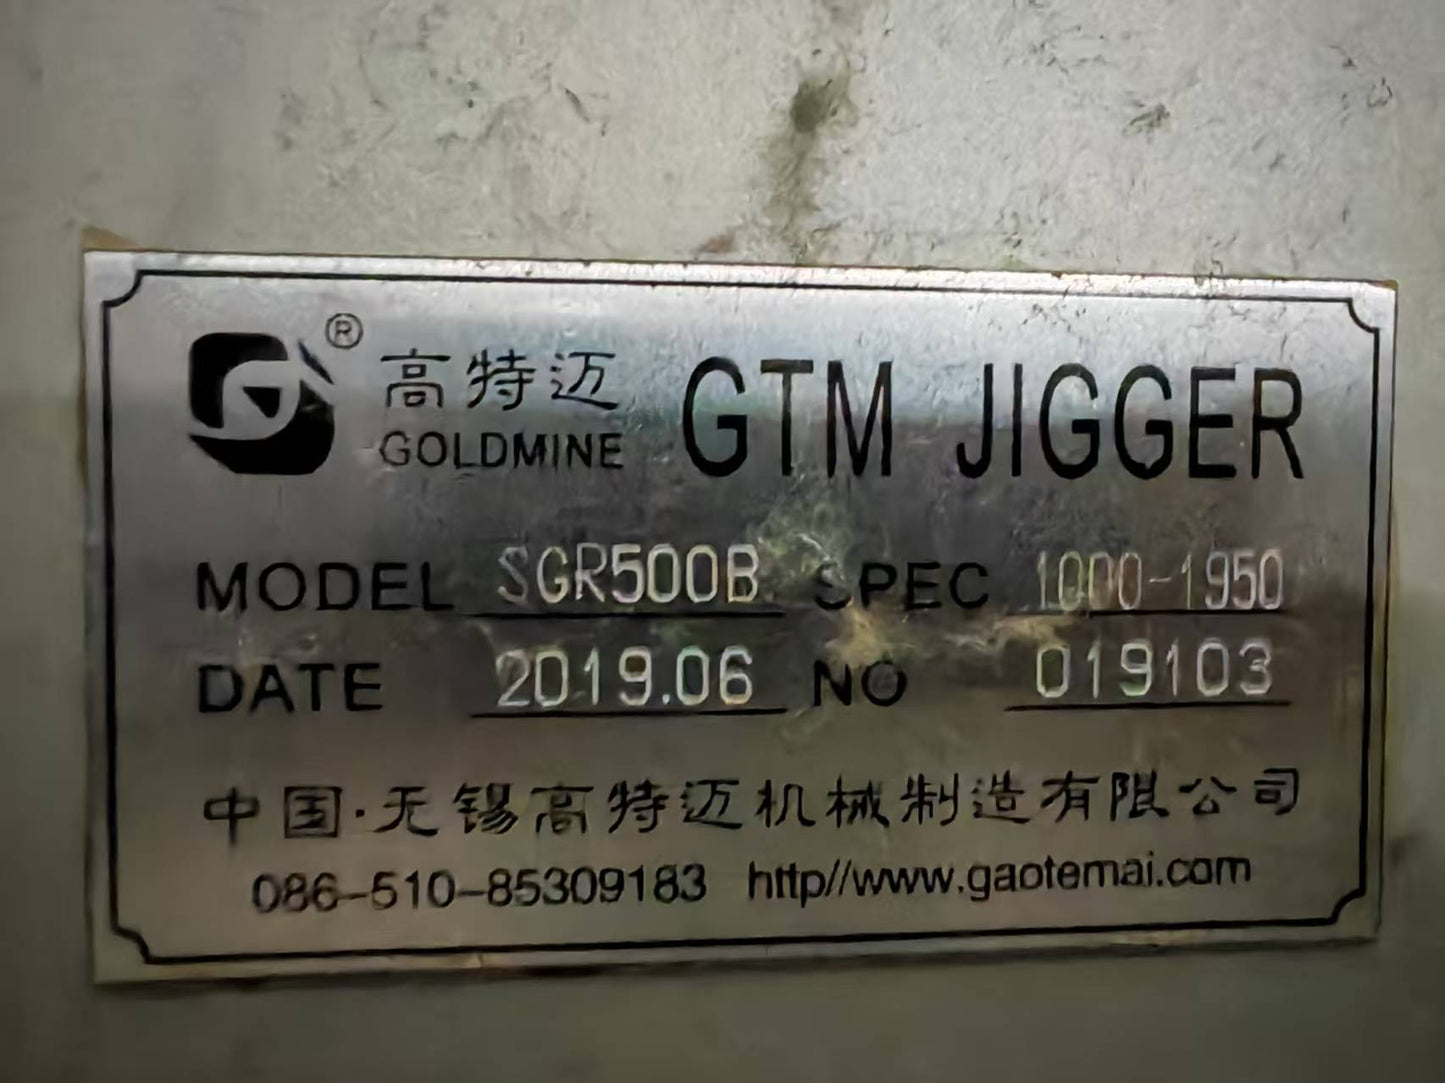 ® 高特迈 GTM JIGGER
GOLDMINE
MODEL SGR500B SPEC 1000-1950
DATE 2019.06 NO 019103
中国·无锡高特迈机械制造有限公司
086-510-85309183 http//www.gaotemai.com